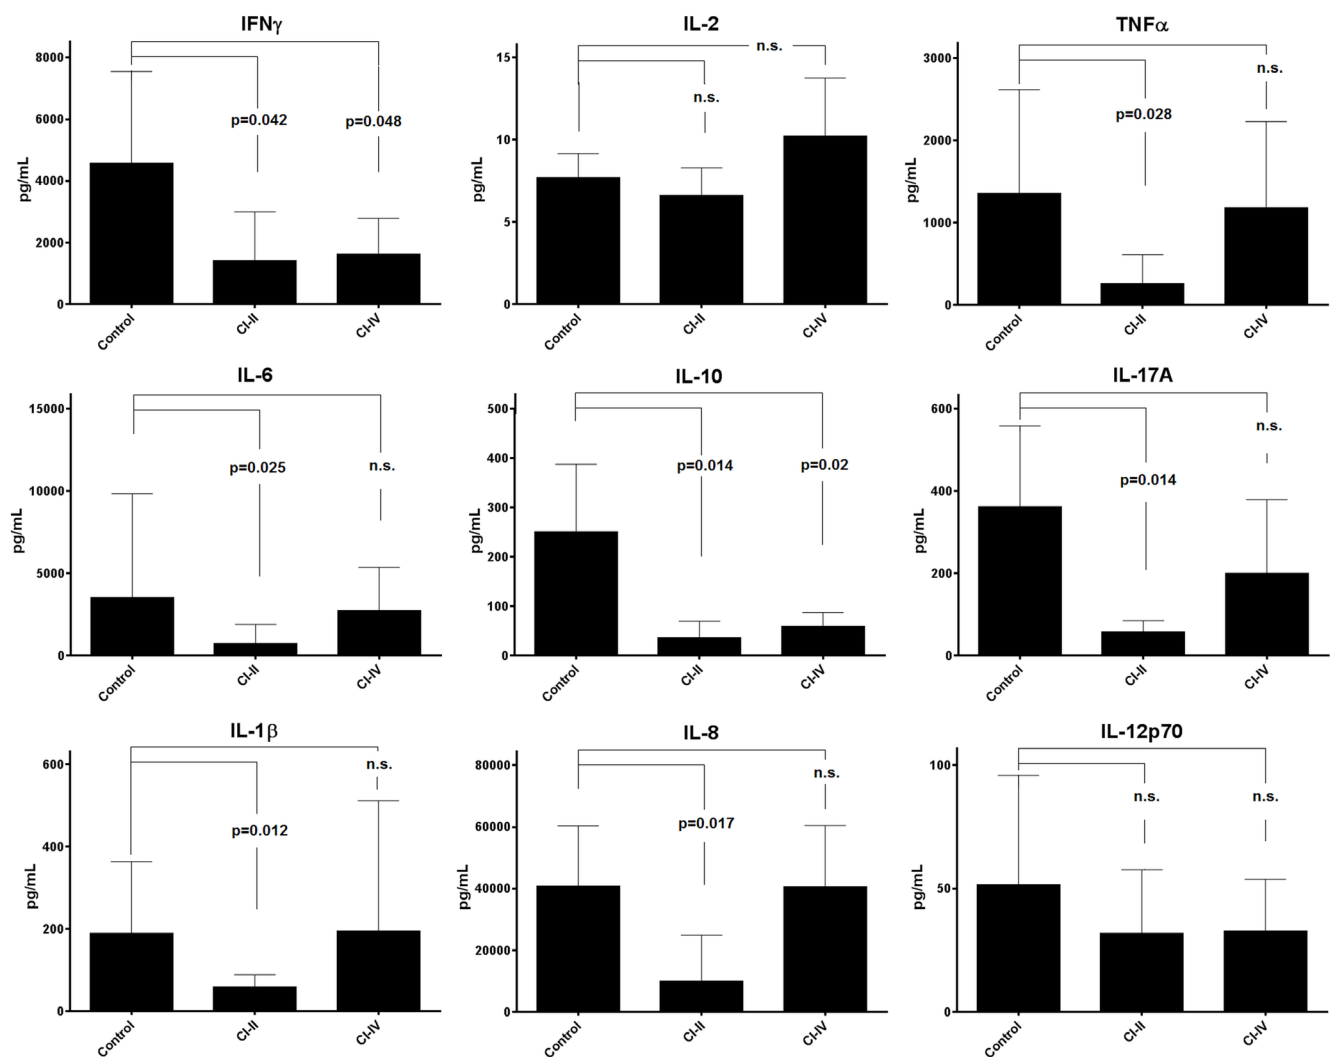 IFNγ
8000
6000
4000
2000
0
pg/mL
p=0.042
p=0.048
Control
CI-II
CI-IV
IL-2
15
10
5
0
pg/mL
n.s.
n.s.
Control
CI-II
CI-IV
TNFα
3000
2000
1000
0
pg/mL
p=0.028
n.s.
Control
CI-II
CI-IV
IL-6
15000
10000
5000
0
pg/mL
p=0.025
n.s.
Control
CI-II
CI-IV
IL-10
500
400
300
200
100
0
pg/mL
p=0.014
p=0.02
Control
CI-II
CI-IV
IL-17A
600
400
200
0
pg/mL
p=0.014
n.s.
Control
CI-II
CI-IV
IL-1β
600
400
200
0
pg/mL
p=0.012
n.s.
Control
CI-II
CI-IV
IL-8
80000
60000
40000
20000
0
pg/mL
p=0.017
n.s.
Control
CI-II
CI-IV
IL-12p70
100
50
0
pg/mL
n.s.
n.s.
Control
CI-II
CI-IV